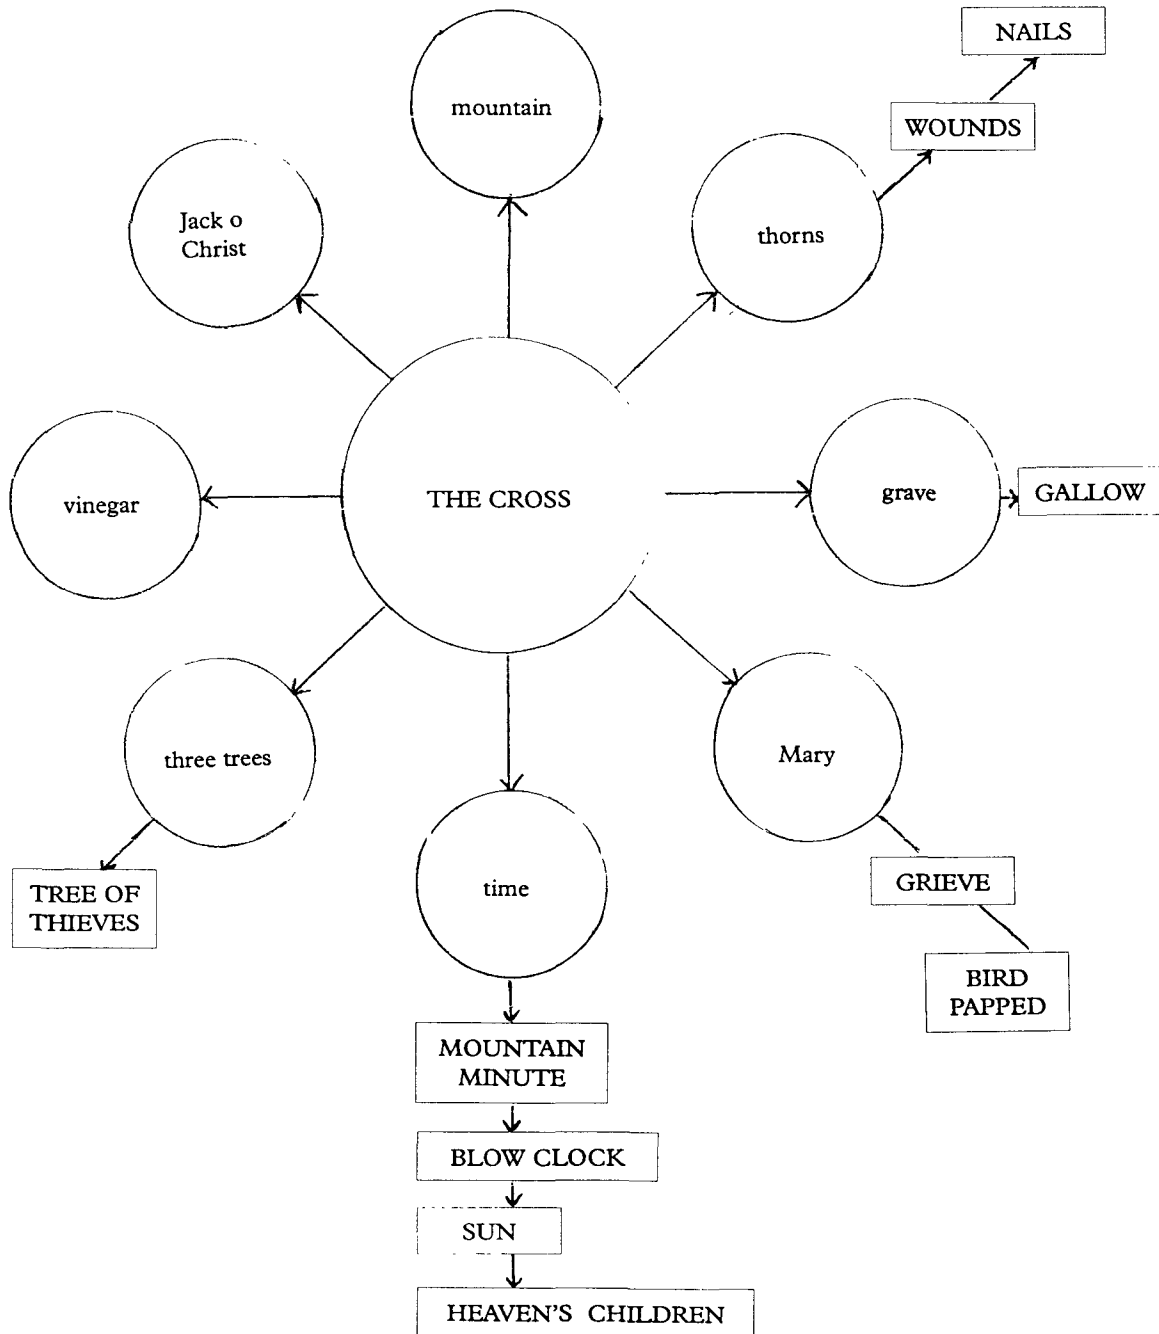 NAILS
mountain
WOUNDS
Jack o
Christ
thorns
vinegar
THE CROSS
grave
GALLOW
three trees
Mary
time
TREE OF
THIEVES
GRIEVE
BIRD
PAPPED
MOUNTAIN
MINUTE
BLOW CLOCK
SUN
HEAVEN'S CHILDREN